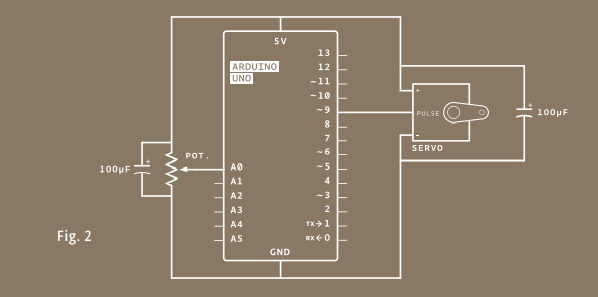 5V
ARDUINO
UNO
13
12
~11
~10
~9
8
7
~6
~5
4
~3
2
TX→1
RX←0
A0
A1
A2
A3
A4
A5
GND
POT.
100µF
+
+
PULSE
-
SERVO
+
100µF
Fig. 2